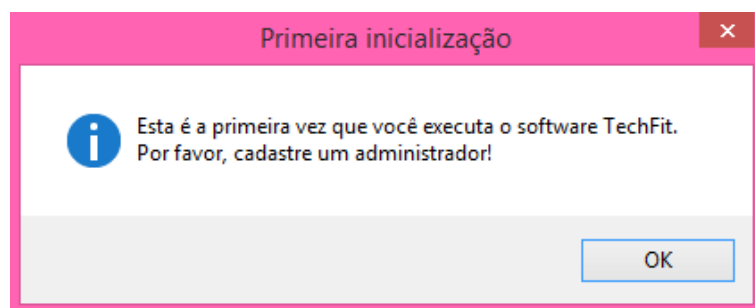 Primeira inicialização
Esta é a primeira vez que você executa o software TechFit.
Por favor, cadastre um administrador!
OK